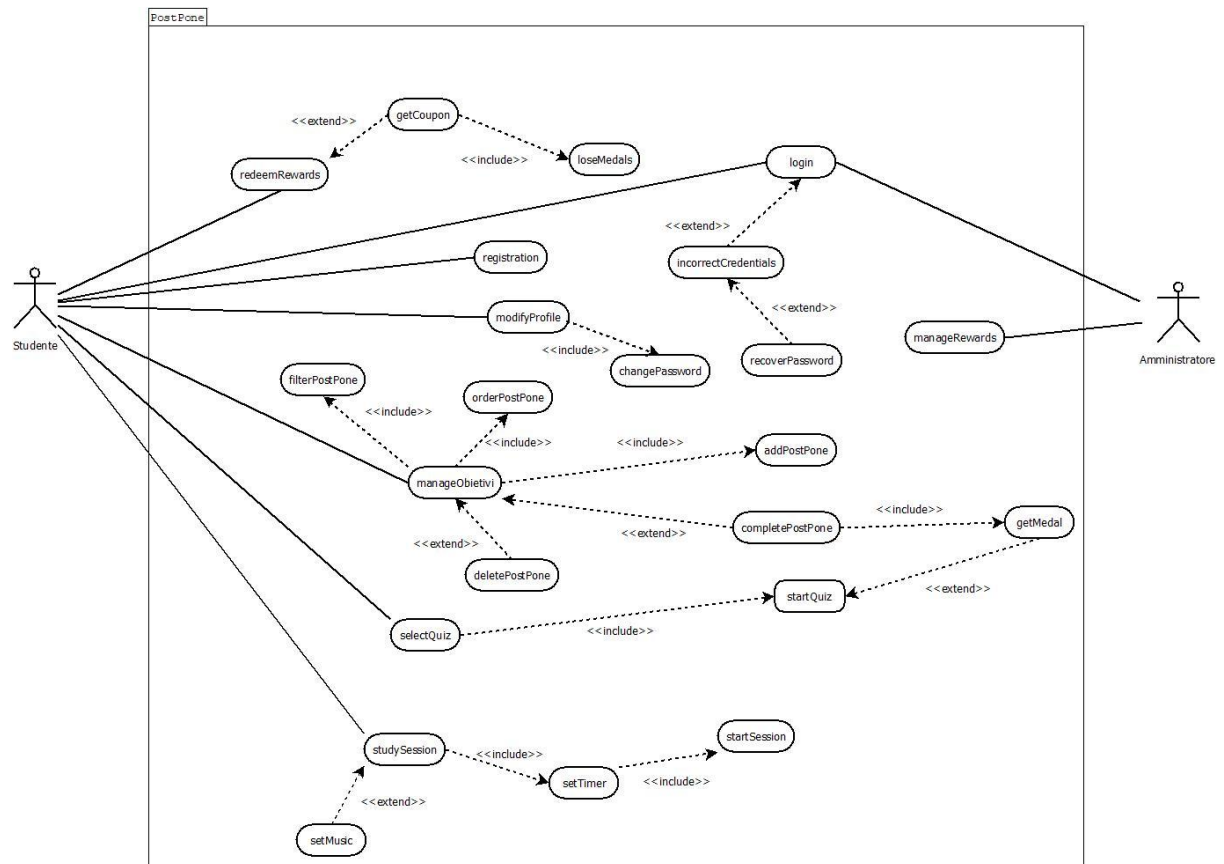 PostPone
getCoupon
<<extend>>
<<include>>
loseMedals
redeemRewards
login
<<extend>>
registration
incorrectCredentials
<<extend>>
modifyProfile
<<include>>
changePassword
recoverPassword
manageRewards
Studente
Amministratore
filterPostPone
orderPostPone
<<include>>
<<include>>
<<include>>
addPostPone
manageObietivi
completePostPone
<<include>>
getMedal
<<extend>>
<<extend>>
deletePostPone
startQuiz
<<extend>>
selectQuiz
<<include>>
studySession
<<include>>
startSession
setTimer
<<include>>
<<extend>>
setMusic